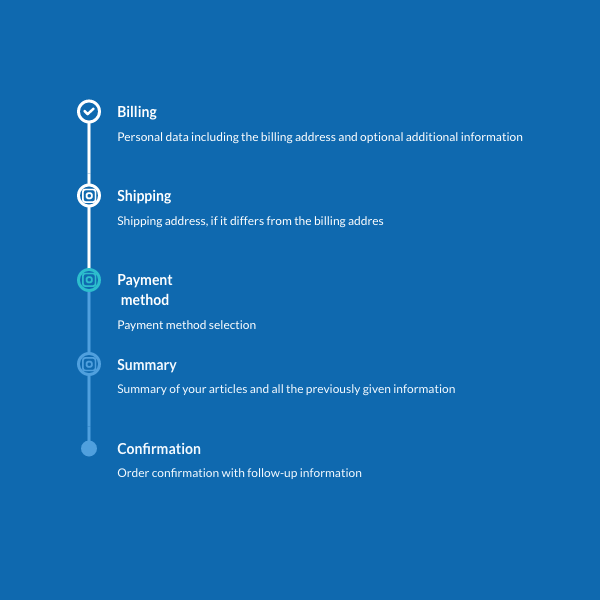 Billing
Personal data including the billing address and optional additional information
Shipping
Shipping address, if it differs from the billing addres
Payment
method
Payment method selection
Summary
Summary of your articles and all the previously given information
Confirmation
Order confirmation with follow-up information